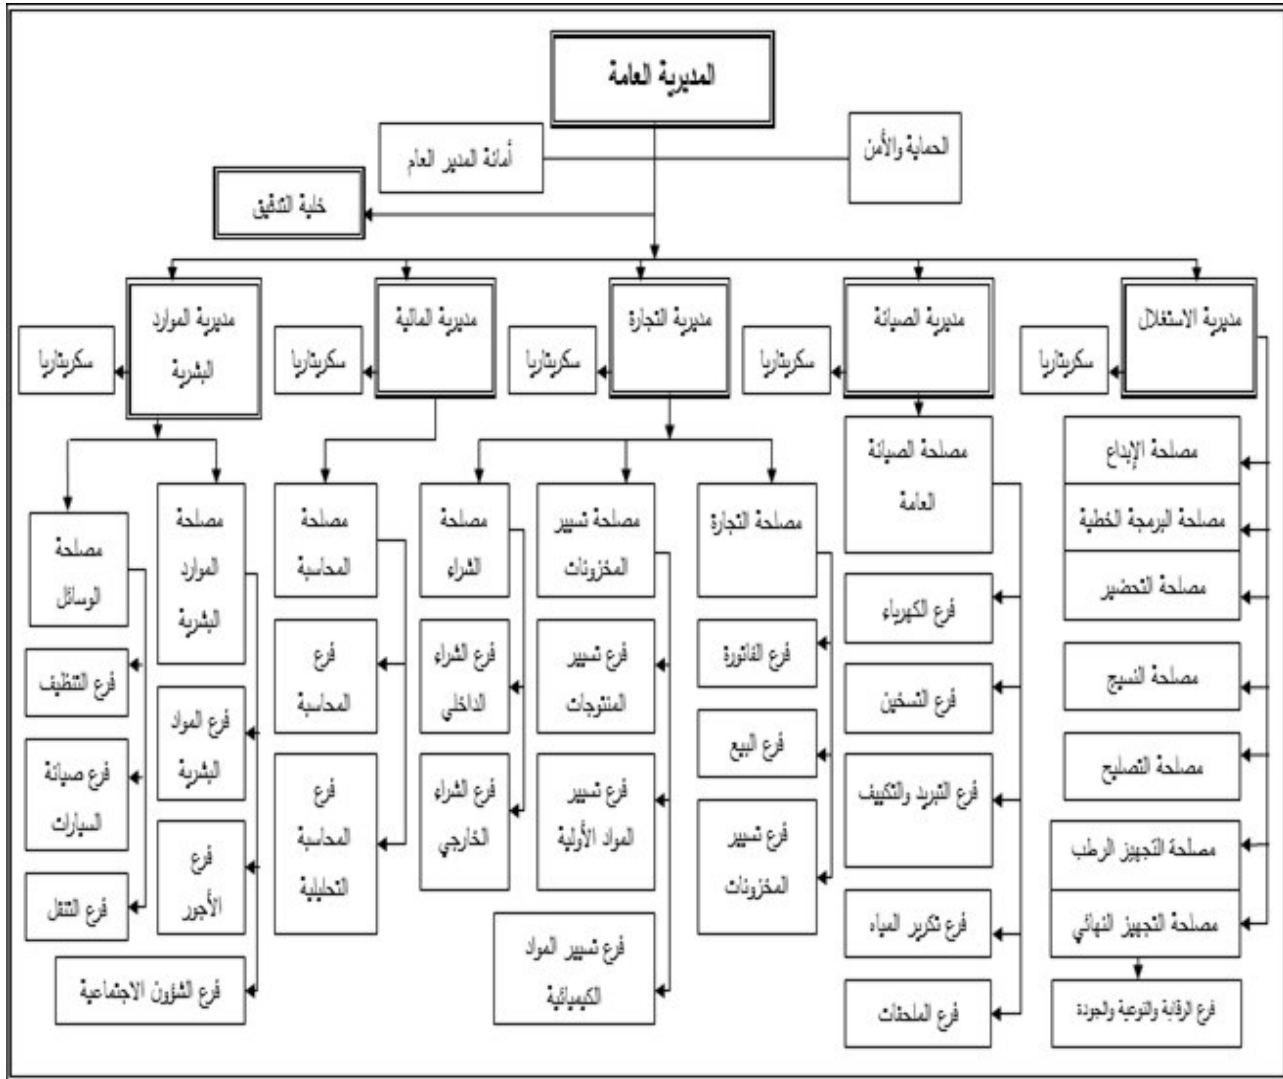 المديرية العامة
الحماية والأمن
أمانة المدير العام
خلية التدقيق
مديرية الاستغلال
سكريتاريا
مديرية الصيانة
سكريتاريا
مديرية التجارة
سكريتاريا
مديرية المالية
سكريتاريا
مديرية الموارد
البشرية
سكريتاريا
مصلحة الإبداع
مصلحة البرمجة الخطية
مصلحة التحضير
مصلحة النسيج
مصلحة التصليح
مصلحة التجهيز الرطب
مصلحة التجهيز النهائي
فرع الرقابة والنوعية والجودة
مصلحة الصيانة
العامة
فرع الكهرباء
فرع التسخين
فرع التبريد والتكييف
فرع تكرير المياه
فرع الملحقات
مصلحة التجارة
فرع الفاتورة
فرع البيع
فرع تسيير
المخزونات
مصلحة تسيير
المخزونات
فرع تسيير
المنتوجات
فرع تسيير
المواد الأولية
فرع تسيير المواد
الكيميائية
مصلحة
الشراء
فرع الشراء
الداخلي
فرع الشراء
الخارجي
مصلحة
المحاسبة
فرع
المحاسبة
فرع
المحاسبة
التحليلية
مصلحة
الموارد
البشرية
فرع المواد
البشرية
فرع
الأجور
فرع الشؤون الاجتماعية
مصلحة
الوسائل
فرع التنظيف
فرع صيانة
السيارات
فرع التنقل